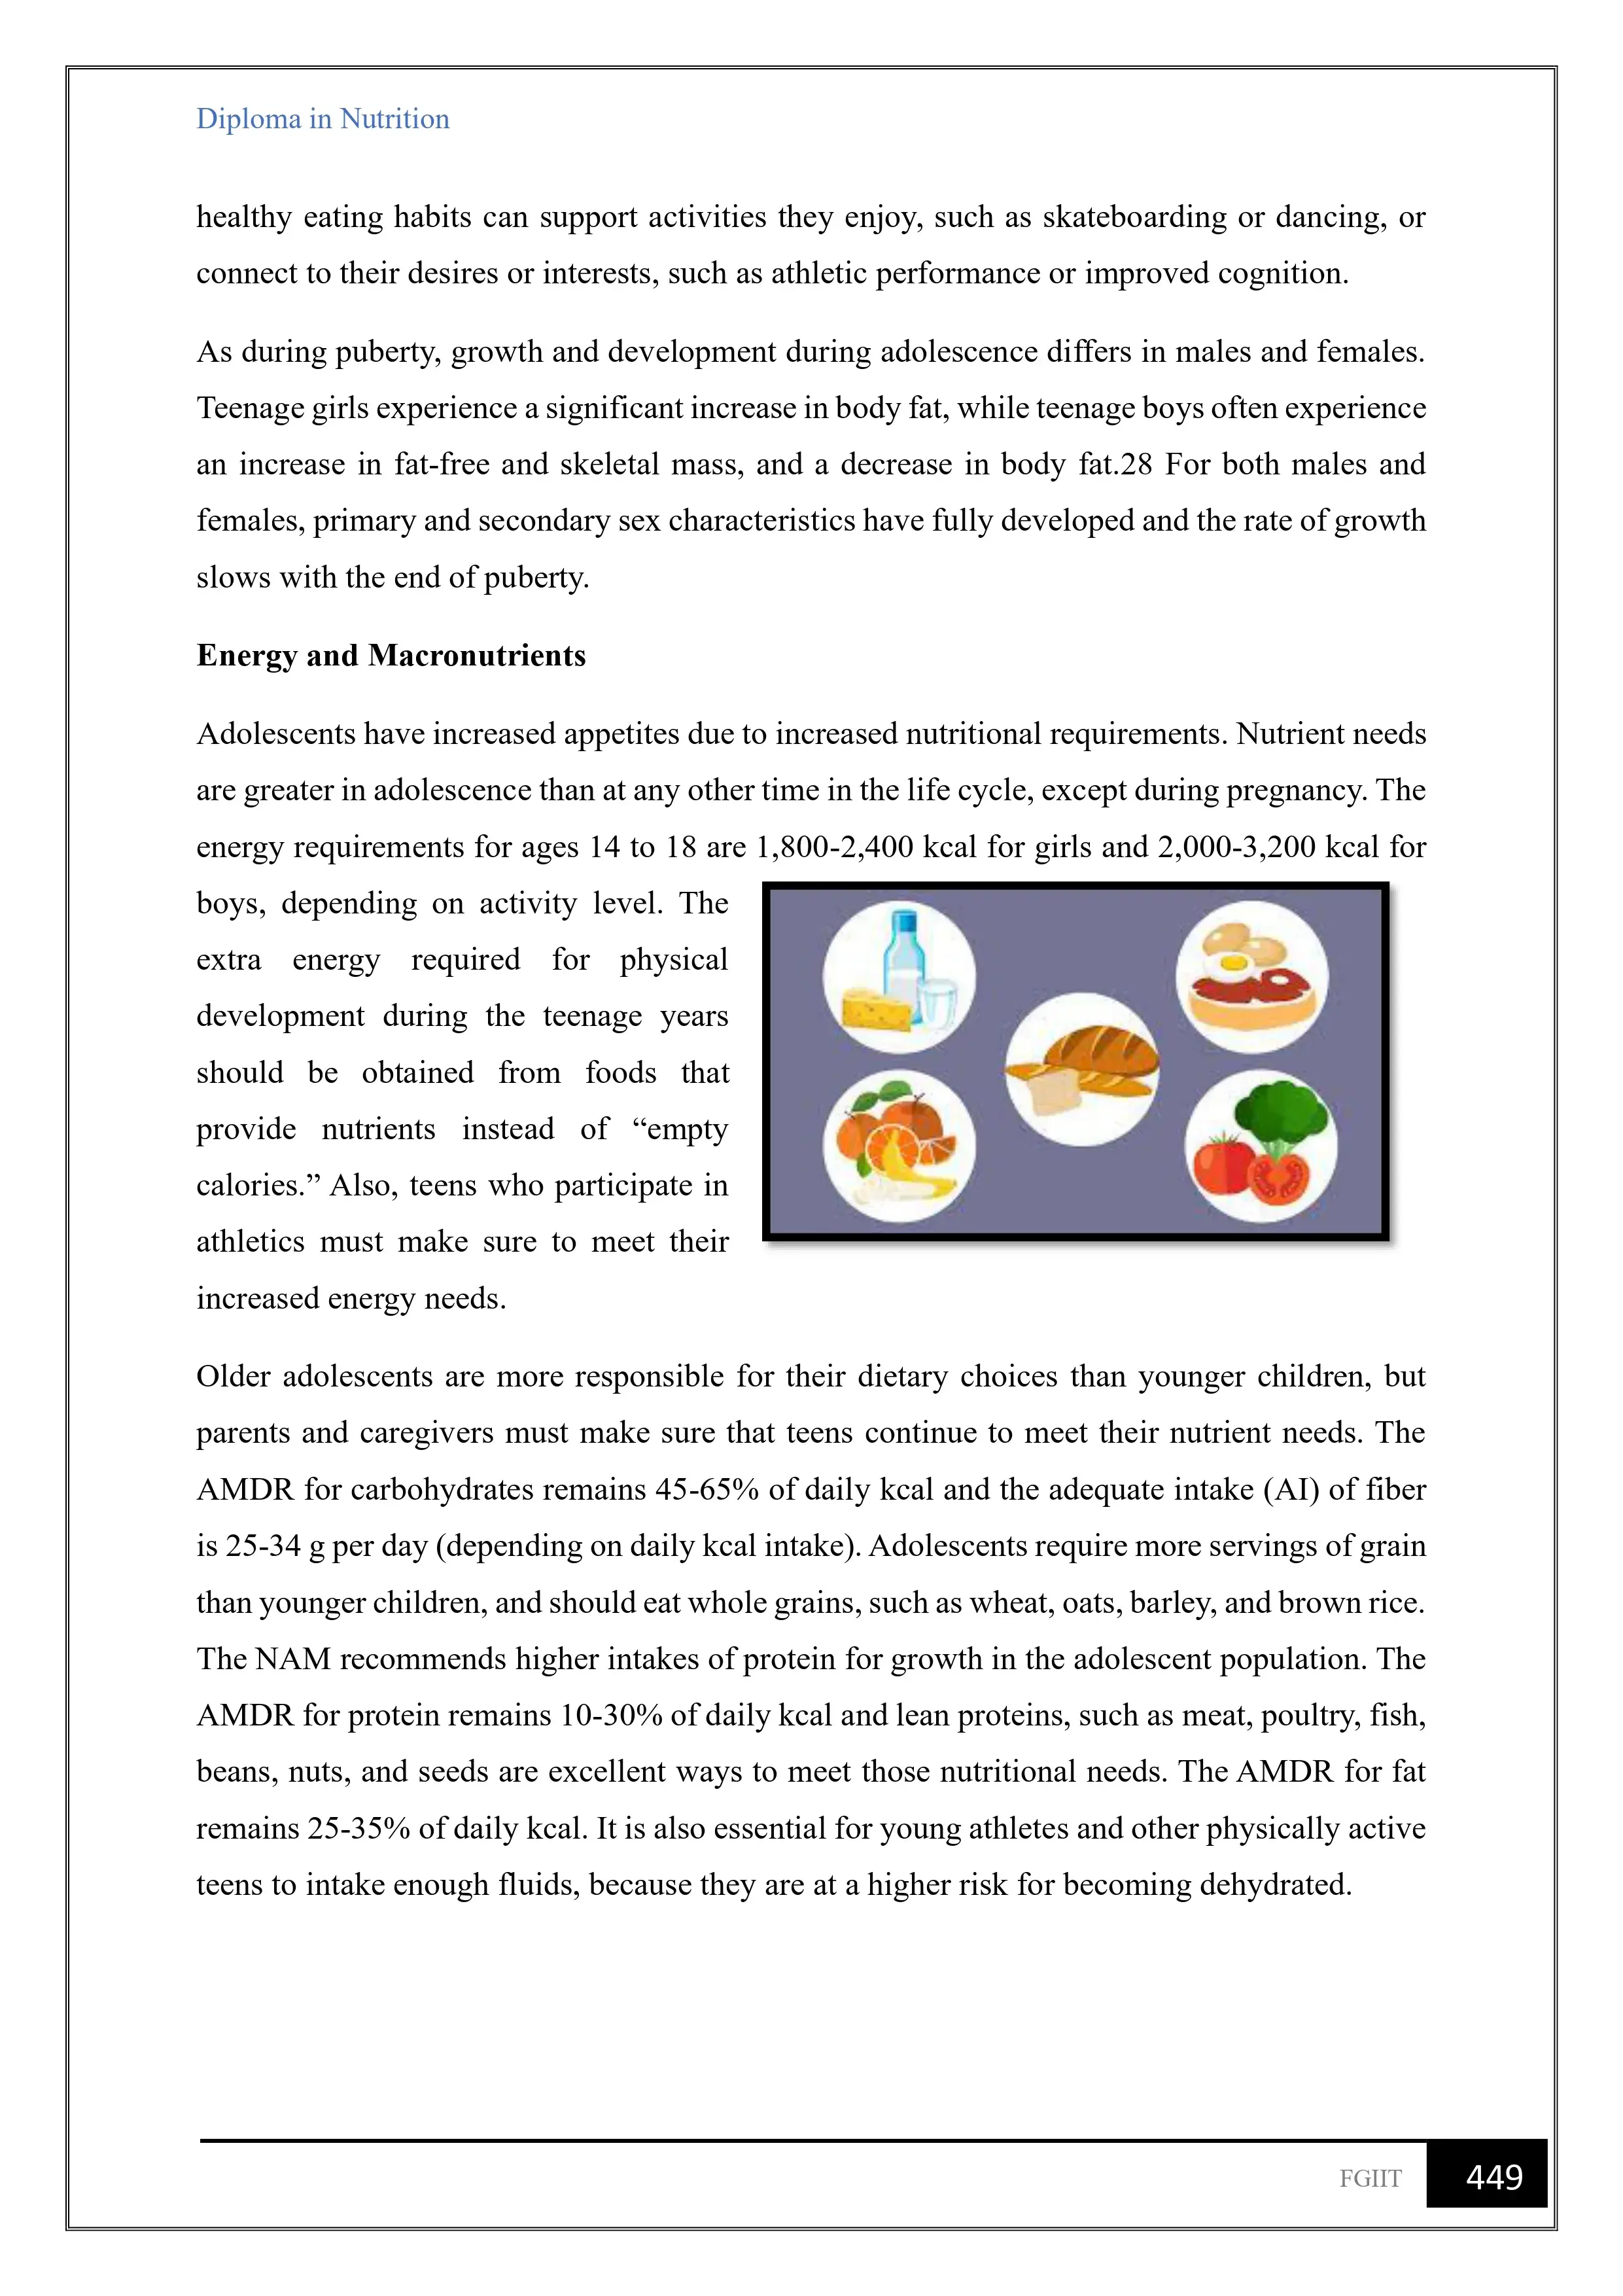 Diploma in Nutrition
healthy eating habits can support activities they enjoy, such as skateboarding or dancing, or
connect to their desires or interests, such as athletic performance or improved cognition.
As during puberty, growth and development during adolescence differs in males and females.
Teenage girls experience a significant increase in body fat, while teenage boys often experience
an increase in fat-free and skeletal mass, and a decrease in body fat.28 For both males and
females, primary and secondary sex characteristics have fully developed and the rate of growth
slows with the end of puberty.
Energy and Macronutrients
Adolescents have increased appetites due to increased nutritional requirements. Nutrient needs
are greater in adolescence than at any other time in the life cycle, except during pregnancy. The
energy requirements for ages 14 to 18 are 1,800-2,400 kcal for girls and 2,000-3,200 kcal for
boys, depending on activity level. The
extra energy required for physical
development during the teenage years
should be obtained from foods that
provide nutrients instead of “empty
calories.” Also, teens who participate in
athletics must make sure to meet their
increased energy needs.
Older adolescents are more responsible for their dietary choices than younger children, but
parents and caregivers must make sure that teens continue to meet their nutrient needs. The
AMDR for carbohydrates remains 45-65% of daily kcal and the adequate intake (AI) of fiber
is 25-34 g per day (depending on daily kcal intake). Adolescents require more servings of grain
than younger children, and should eat whole grains, such as wheat, oats, barley, and brown rice.
The NAM recommends higher intakes of protein for growth in the adolescent population. The
AMDR for protein remains 10-30% of daily kcal and lean proteins, such as meat, poultry, fish,
beans, nuts, and seeds are excellent ways to meet those nutritional needs. The AMDR for fat
remains 25-35% of daily kcal. It is also essential for young athletes and other physically active
teens to intake enough fluids, because they are at a higher risk for becoming dehydrated.
FGIIT 449